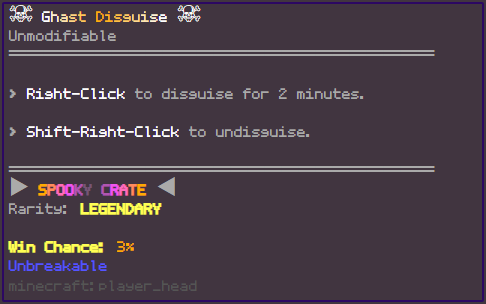 ☠ Ghast Disguise ☠
Unmodifiable
> Right-Click to disguise for 2 minutes.
> Shift-Right-Click to undisguise.
▶ SPOOKY CRATE ◀
Rarity: LEGENDARY
Win Chance: 3%
Unbreakable
minecraft:player_head